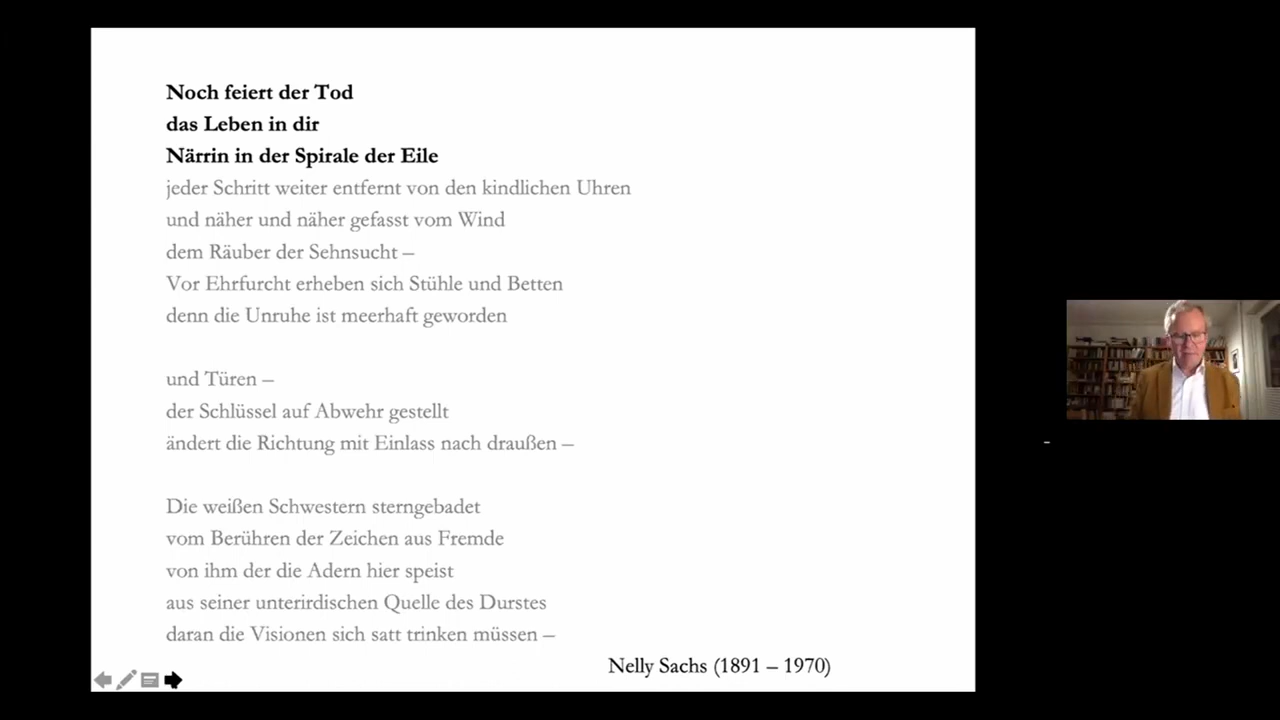 Noch feiert der Tod
das Leben in dir
Närrin in der Spirale der Eile
jeder Schritt weiter entfernt von den kindlichen Uhren
und näher und näher gefasst vom Wind
dem Räuber der Sehnsucht –
Vor Ehrfurcht erheben sich Stühle und Betten
denn die Unruhe ist meerhaft geworden
und Türen –
der Schlüssel auf Abwehr gestellt
ändert die Richtung mit Einlass nach draußen –
Die weißen Schwestern sterngebadet
vom Berühren der Zeichen aus Fremde
von ihm der die Adern hier speist
aus seiner unterirdischen Quelle des Durstes
daran die Visionen sich satt trinken müssen –
Nelly Sachs (1891 – 1970)